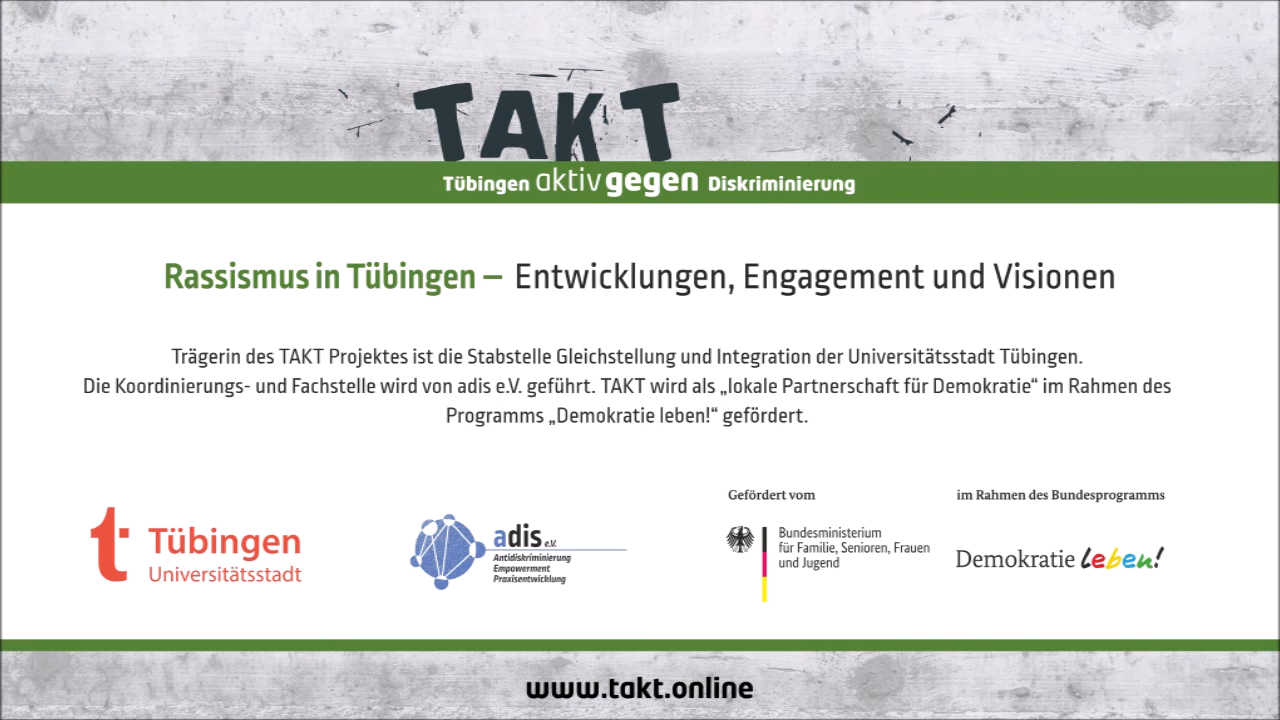 TAKT
Tübingen aktiv gegen Diskriminierung
Rassismus in Tübingen – Entwicklungen, Engagement und Visionen
Trägerin des TAKT Projektes ist die Stabstelle Gleichstellung und Integration der Universitätsstadt Tübingen.
Die Koordinierungs- und Fachstelle wird von adis e.V. geführt. TAKT wird als „lokale Partnerschaft für Demokratie“ im Rahmen des
Programms „Demokratie leben!“ gefördert.
t Tübingen
Universitätsstadt
adis e.V.
Antidiskriminierung
Empowerment
Praxisentwicklung
Gefördert vom
Bundesministerium
für Familie, Senioren, Frauen
und Jugend
im Rahmen des Bundesprogramms
Demokratie leben!
www.takt.online